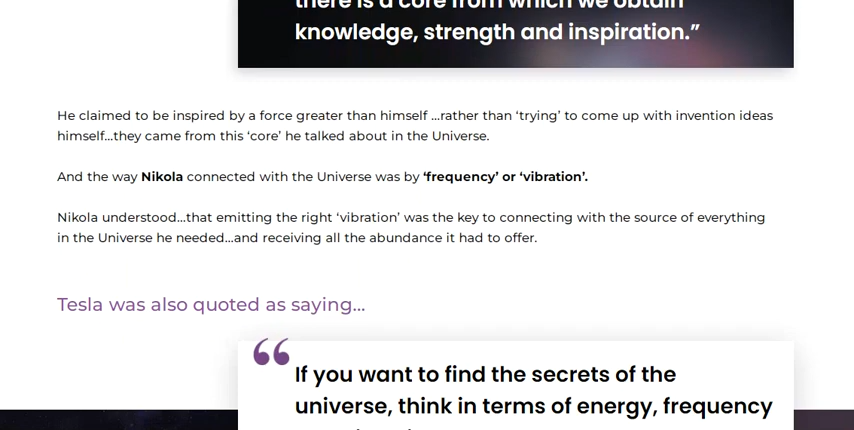 there is a core from which we obtain
knowledge, strength and inspiration.”
He claimed to be inspired by a force greater than himself ...rather than ‘trying’ to come up with invention ideas
himself...they came from this ‘core’ he talked about in the Universe.
And the way Nikola connected with the Universe was by ‘frequency’ or ‘vibration’.
Nikola understood...that emitting the right ‘vibration’ was the key to connecting with the source of everything
in the Universe he needed...and receiving all the abundance it had to offer.
Tesla was also quoted as saying...
“
If you want to find the secrets of the
universe, think in terms of energy, frequency